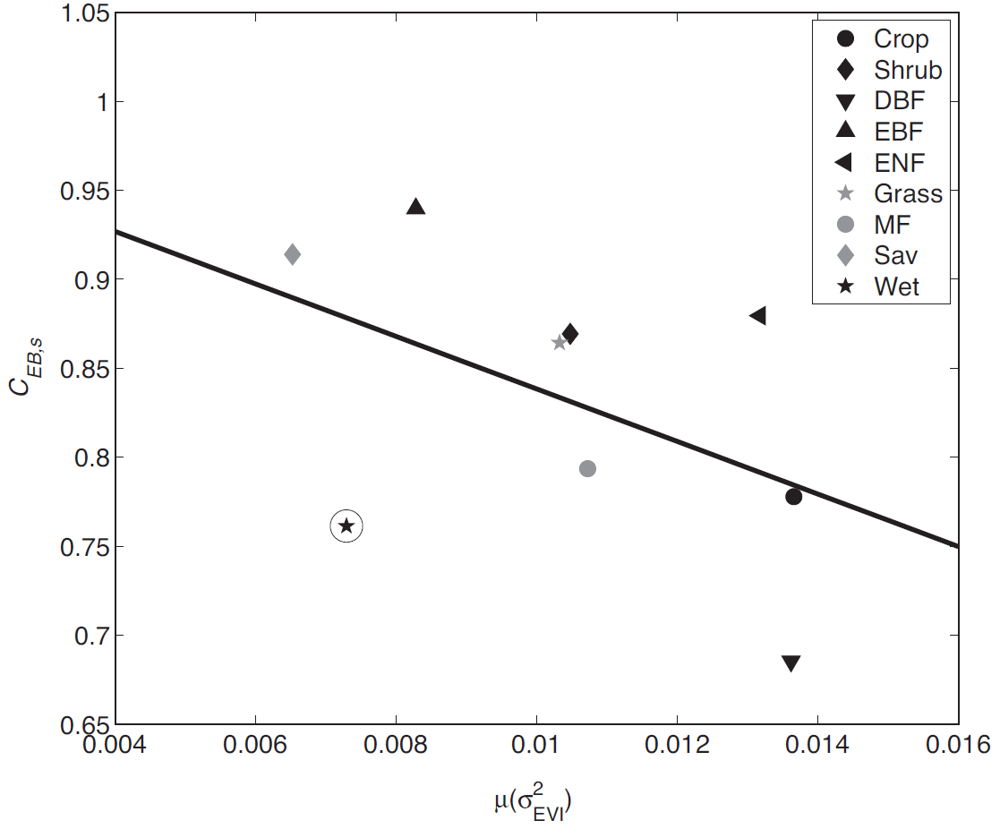 1.05
1
0.95
0.9
0.85
0.8
0.75
0.7
0.65
C_EB,s
0.004 0.006 0.008 0.01 0.012 0.014 0.016
μ(σ²_EVI)
Crop
Shrub
DBF
EBF
ENF
Grass
MF
Sav
Wet